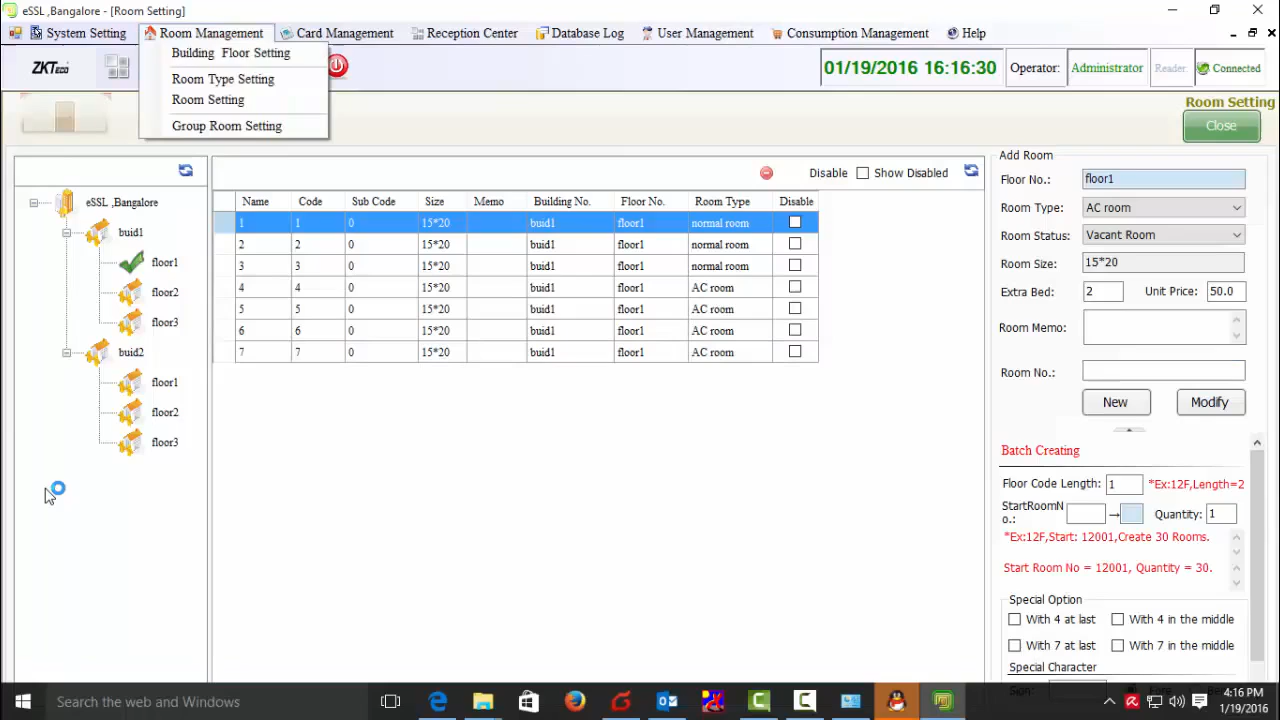 eSSL ,Bangalore - [Room Setting]
System Setting Room Management Card Management Reception Center Database Log User Management Consumption Management Help
ZKTeco
Building Floor Setting
Room Type Setting
Room Setting
Group Room Setting
01/19/2016 16:16:30 Operator: Administrator Reader: Connected
Room Setting
Close
Disable Show Disabled
eSSL ,Bangalore
buid1
floor1
floor2
floor3
buid2
floor1
floor2
floor3
Name Code Sub Code Size Memo Building No. Floor No. Room Type Disable
1 1 0 15*20 buid1 floor1 normal room
2 2 0 15*20 buid1 floor1 normal room
3 3 0 15*20 buid1 floor1 normal room
4 4 0 15*20 buid1 floor1 AC room
5 5 0 15*20 buid1 floor1 AC room
6 6 0 15*20 buid1 floor1 AC room
7 7 0 15*20 buid1 floor1 AC room
Add Room
Floor No.: floor1
Room Type: AC room
Room Status: Vacant Room
Room Size: 15*20
Extra Bed: 2 Unit Price: 50.0
Room Memo:
Room No.:
New Modify
Batch Creating
Floor Code Length: 1 *Ex:12F,Length=2
StartRoomN
o.: → Quantity: 1
*Ex:12F,Start: 12001,Create 30 Rooms.
Start Room No = 12001, Quantity = 30.
Special Option
With 4 at last With 4 in the middle
With 7 at last With 7 in the middle
Special Character
Search the web and Windows
4:16 PM
1/19/2016